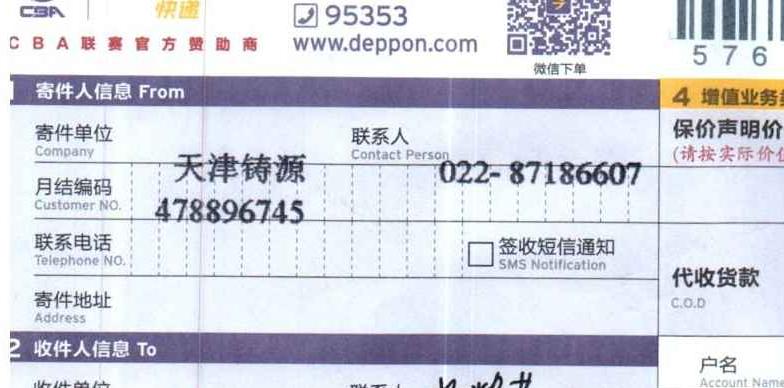 CBA 快递
95353
CBA联赛官方赞助商
www.deppon.com
微信下单
576
寄件人信息 From
4 增值业务
寄件单位
Company
联系人
Contact Person
保价声明价
(请按实际价
天津铸源
022-87186607
月结编码
Customer NO.
478896745
联系电话
Telephone NO.
签收短信通知
SMS Notification
代收货款
C.O.D
寄件地址
Address
2 收件人信息 To
户名
Account Name
收件单位
联系人